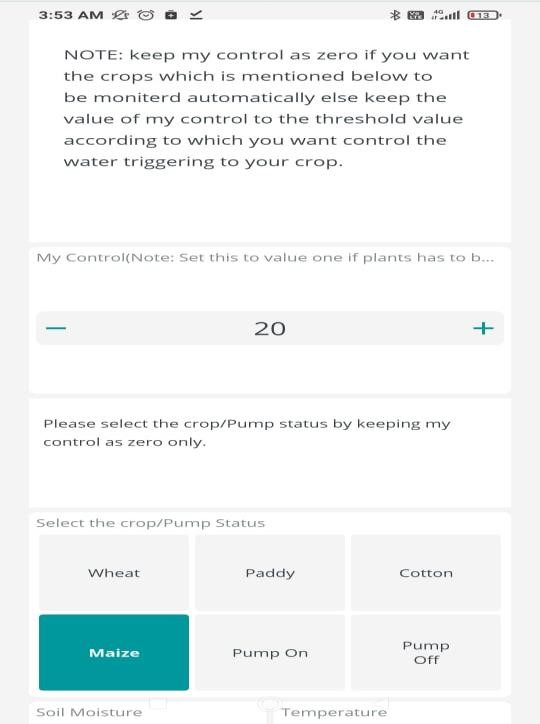 3:53 AM 4G 13
NOTE: keep my control as zero if you want
the crops which is mentioned below to
be moniterd automatically else keep the
value of my control to the threshold value
according to which you want control the
water triggering to your crop.
My Control(Note: Set this to value one if plants has to b...
20
Please select the crop/Pump status by keeping my
control as zero only.
Select the crop/Pump Status
Wheat Paddy Cotton
Maize Pump On Pump
Off
Soil Moisture Temperature